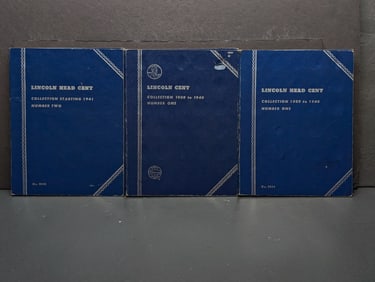 LINCOLN HEAD CENT
COLLECTION STARTING 1941
NUMBER TWO
LINCOLN CENT
COLLECTION 1909 to 1940
NUMBER ONE
LINCOLN HEAD CENT
COLLECTION 1909 to 1940
NUMBER ONE